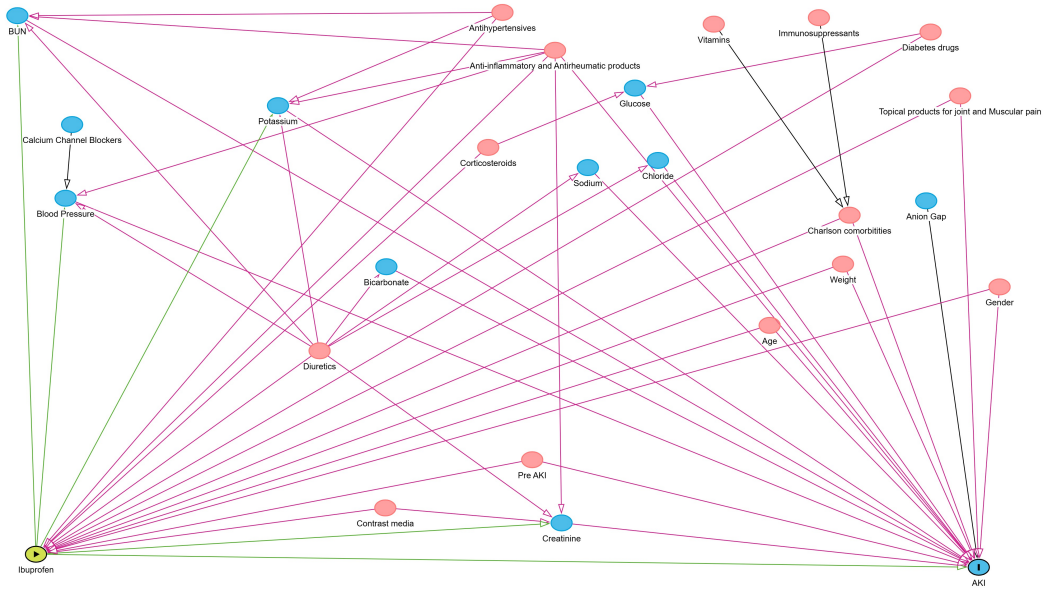 BUN
Antihypertensives
Vitamins
Immunosuppressants
Diabetes drugs
Anti-inflammatory and Antirheumatic products
Glucose
Topical products for joint and Muscular pain
Potassium
Calcium Channel Blockers
Corticosteroids
Sodium
Chloride
Blood Pressure
Anion Gap
Charlson comorbitities
Bicarbonate
Weight
Gender
Age
Diuretics
Pre AKI
Contrast media
Creatinine
Ibuprofen
AKI